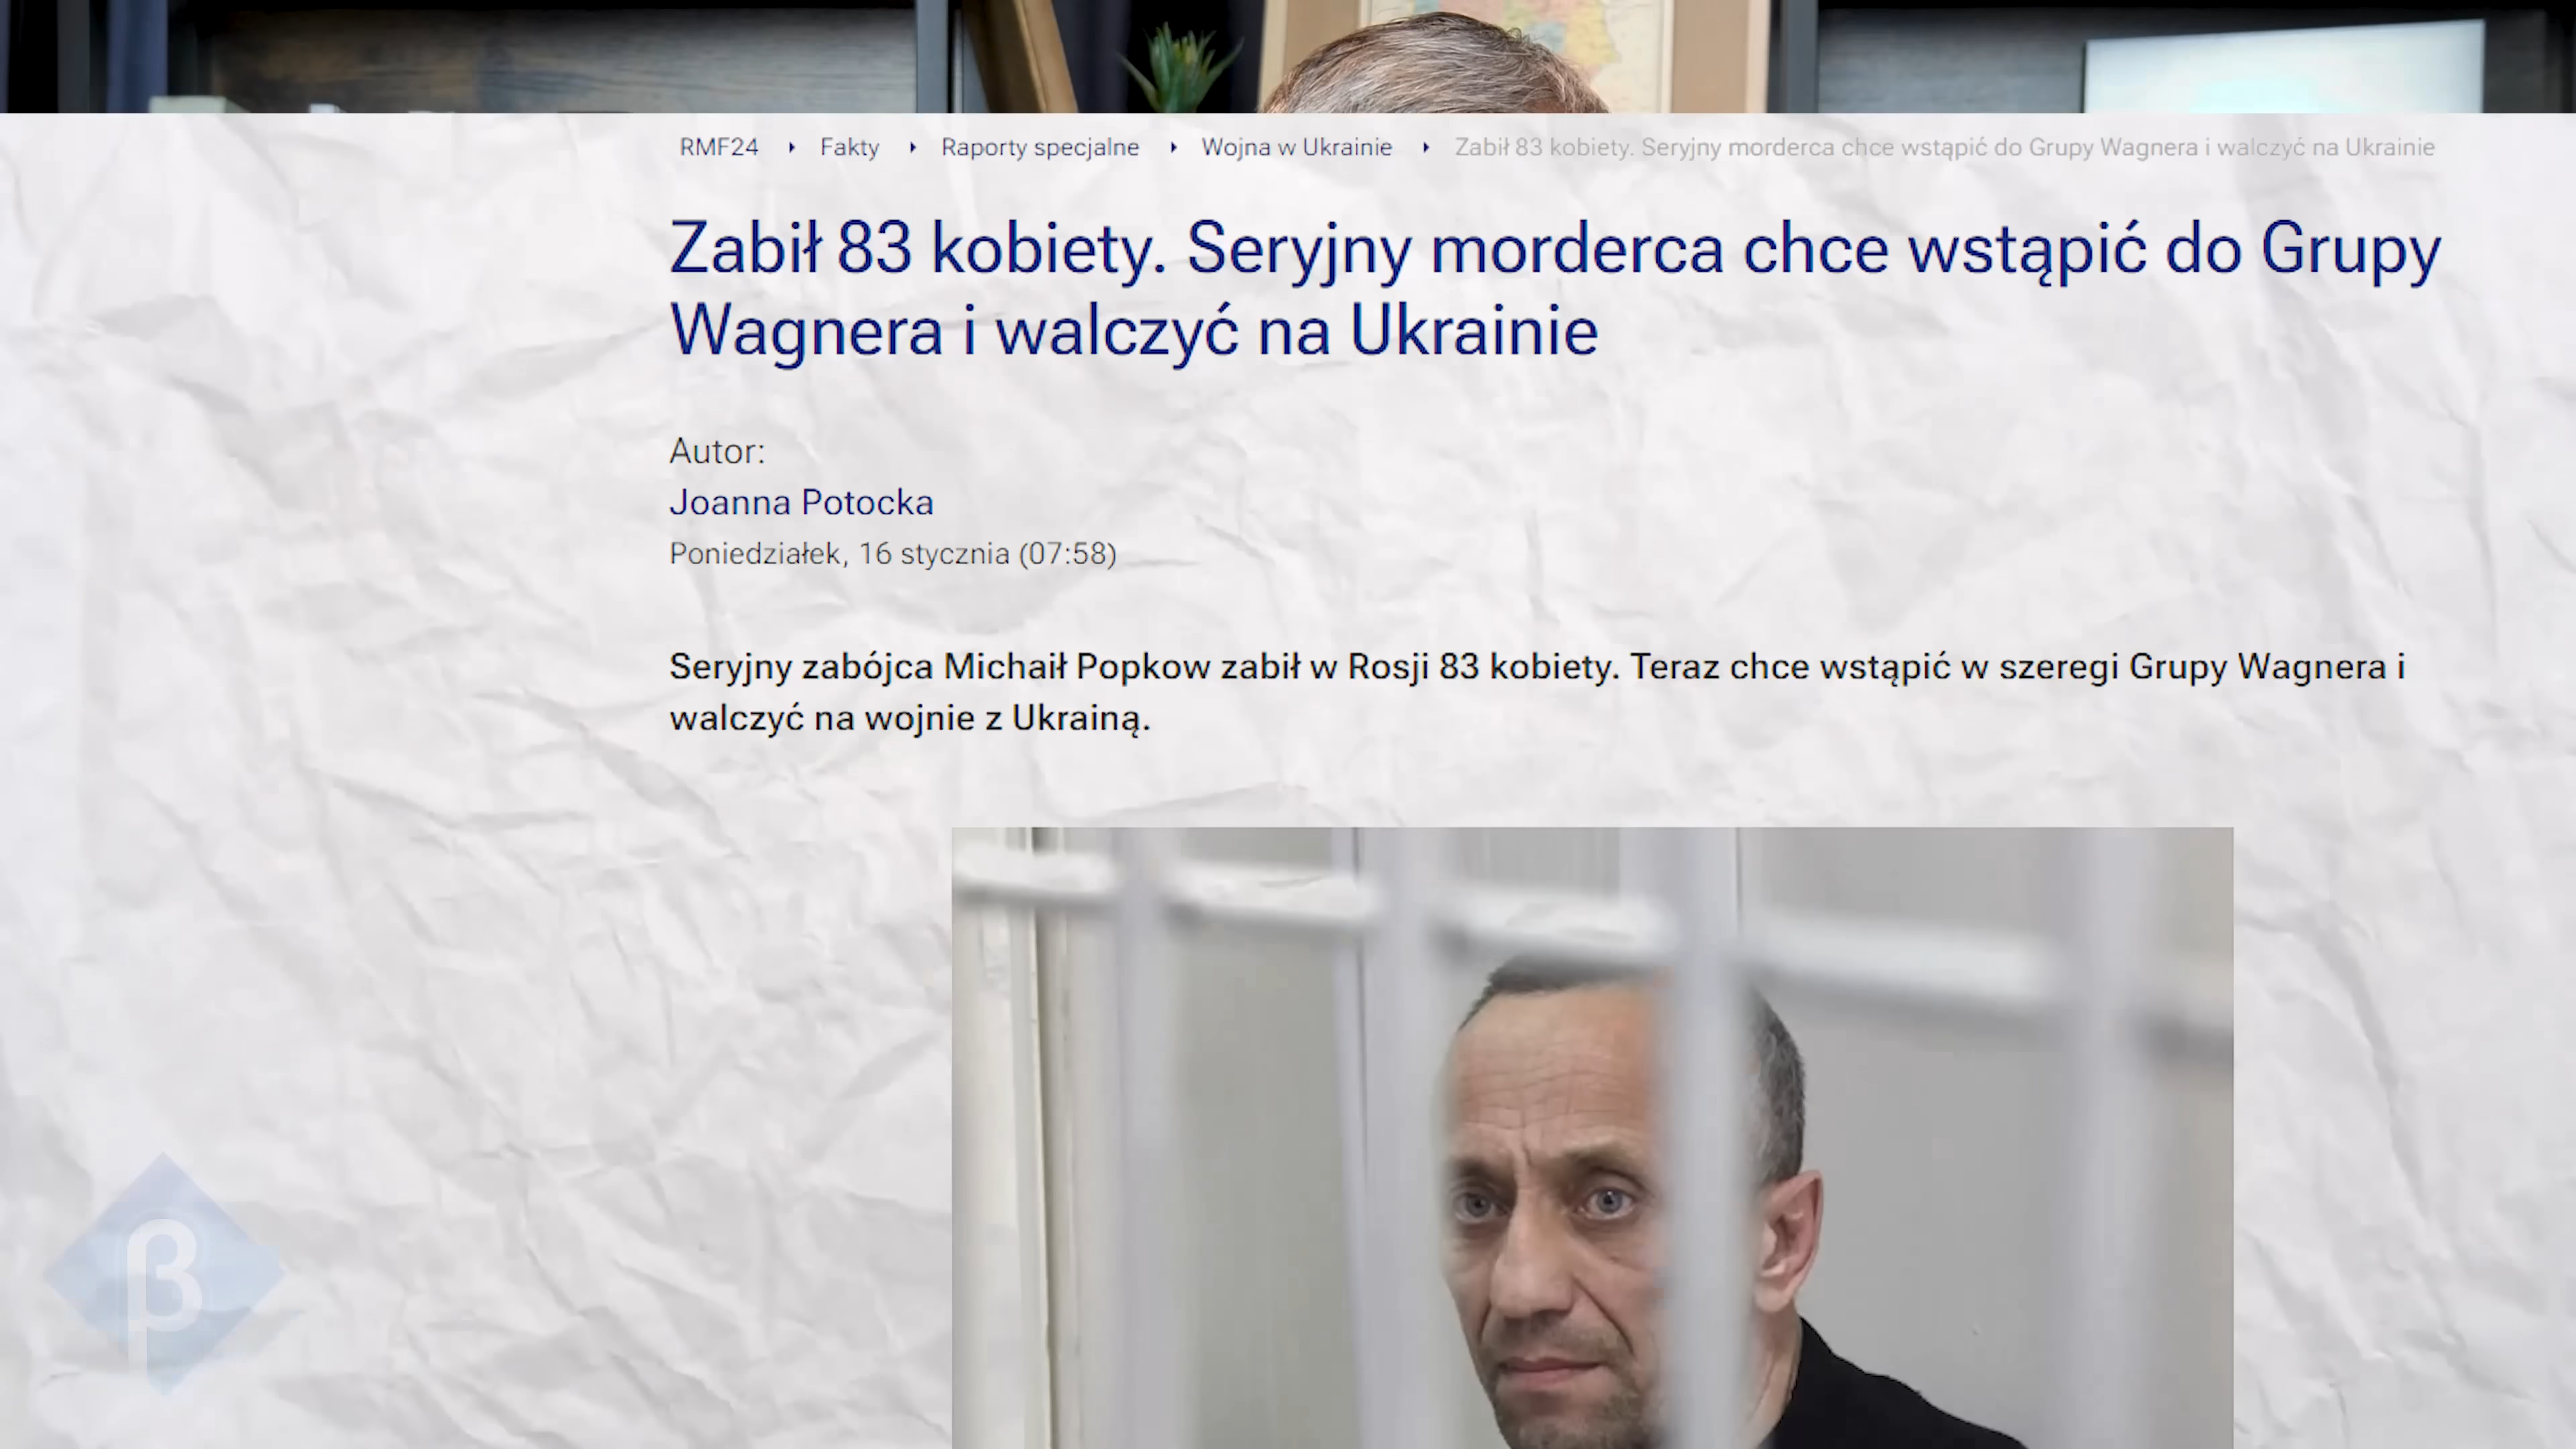 RMF24 Fakty Raporty specjalne Wojna w Ukrainie Zabił 83 kobiety. Seryjny morderca chce wstąpić do Grupy Wagnera i walczyć na Ukrainie
Zabił 83 kobiety. Seryjny morderca chce wstąpić do Grupy
Wagnera i walczyć na Ukrainie
Autor:
Joanna Potocka
Poniedziałek, 16 stycznia (07:58)
Seryjny zabójca Michaił Popkow zabił w Rosji 83 kobiety. Teraz chce wstąpić w szeregi Grupy Wagnera i
walczyć na wojnie z Ukrainą.
β